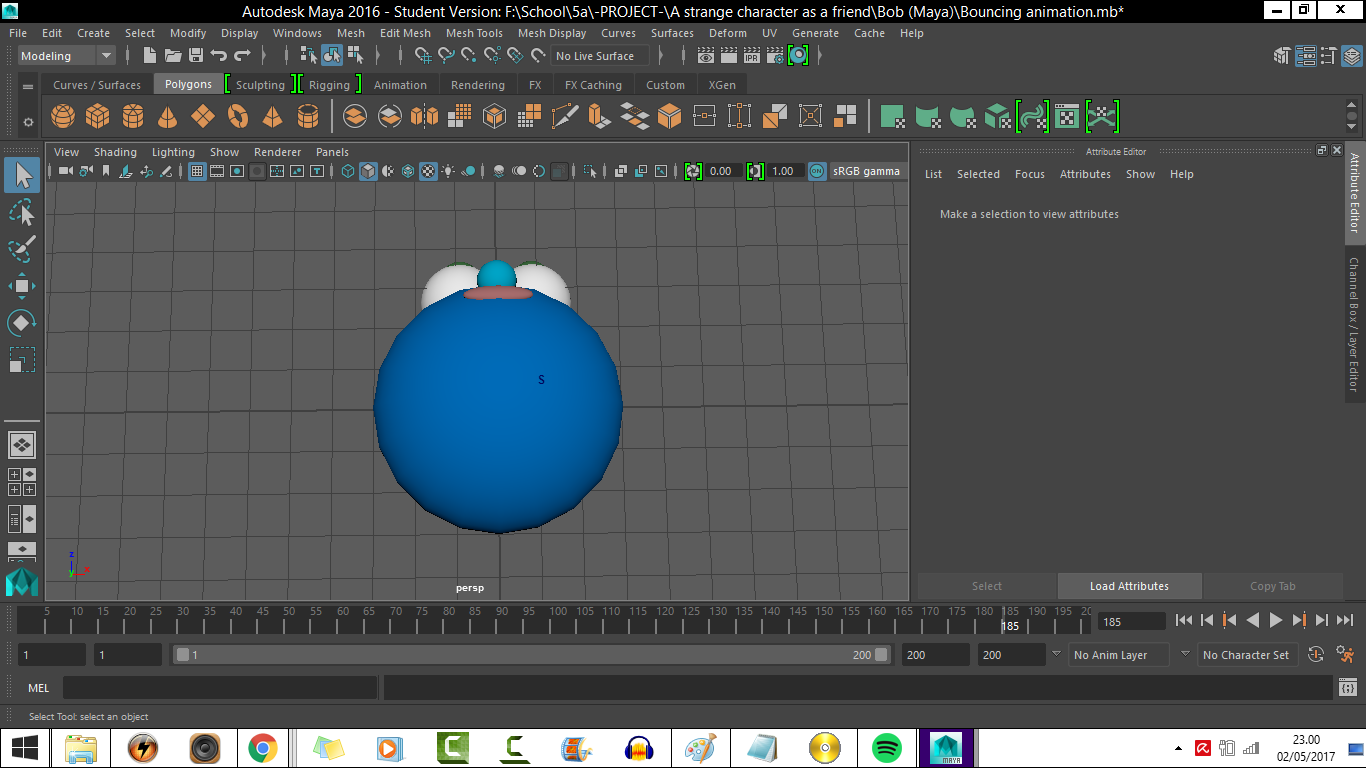 Autodesk Maya 2016 - Student Version: F:\School\5a\-PROJECT-\A strange character as a friend\Bob (Maya)\Bouncing animation.mb*
File Edit Create Select Modify Display Windows Mesh Edit Mesh Mesh Tools Mesh Display Curves Surfaces Deform UV Generate Cache Help
Modeling No Live Surface IPR
Curves / Surfaces Polygons Sculpting Rigging Animation Rendering FX FX Caching Custom XGen
View Shading Lighting Show Renderer Panels
0.00 1.00 ON sRGB gamma
Attribute Editor
List Selected Focus Attributes Show Help
Make a selection to view attributes
Attribute Editor
Channel Box / Layer Editor
S
z
y x
persp
Select Load Attributes Copy Tab
5 10 15 20 25 30 35 40 45 50 55 60 65 70 75 80 85 90 95 100 105 110 115 120 125 130 135 140 145 150 155 160 165 170 175 180 185 190 195 20
185 185
1 1 1 200 200 200 No Anim Layer No Character Set
MEL
Select Tool: select an object
MAYA
23.00
02/05/2017